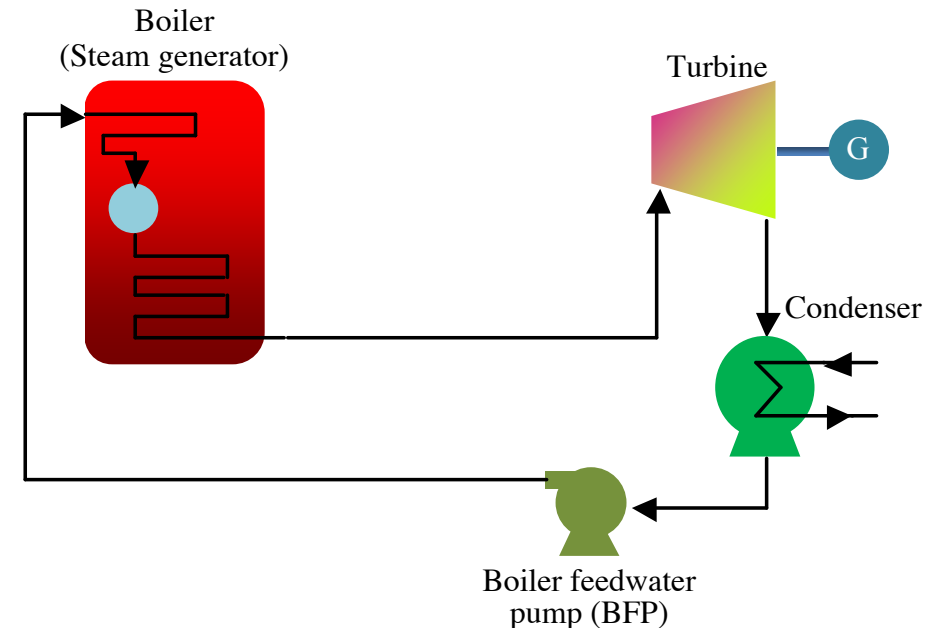 Boiler
(Steam generator)
Turbine
G
Condenser
Boiler feedwater
pump (BFP)